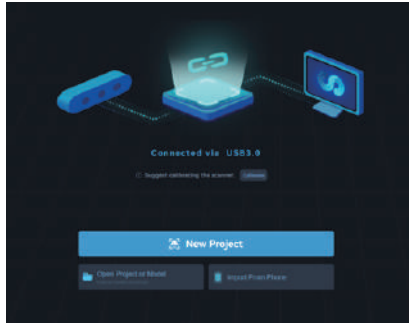 Connected via USB3.0
Suggest calibrating the scanner.
New Project
Open Project or Model
Import From Phone